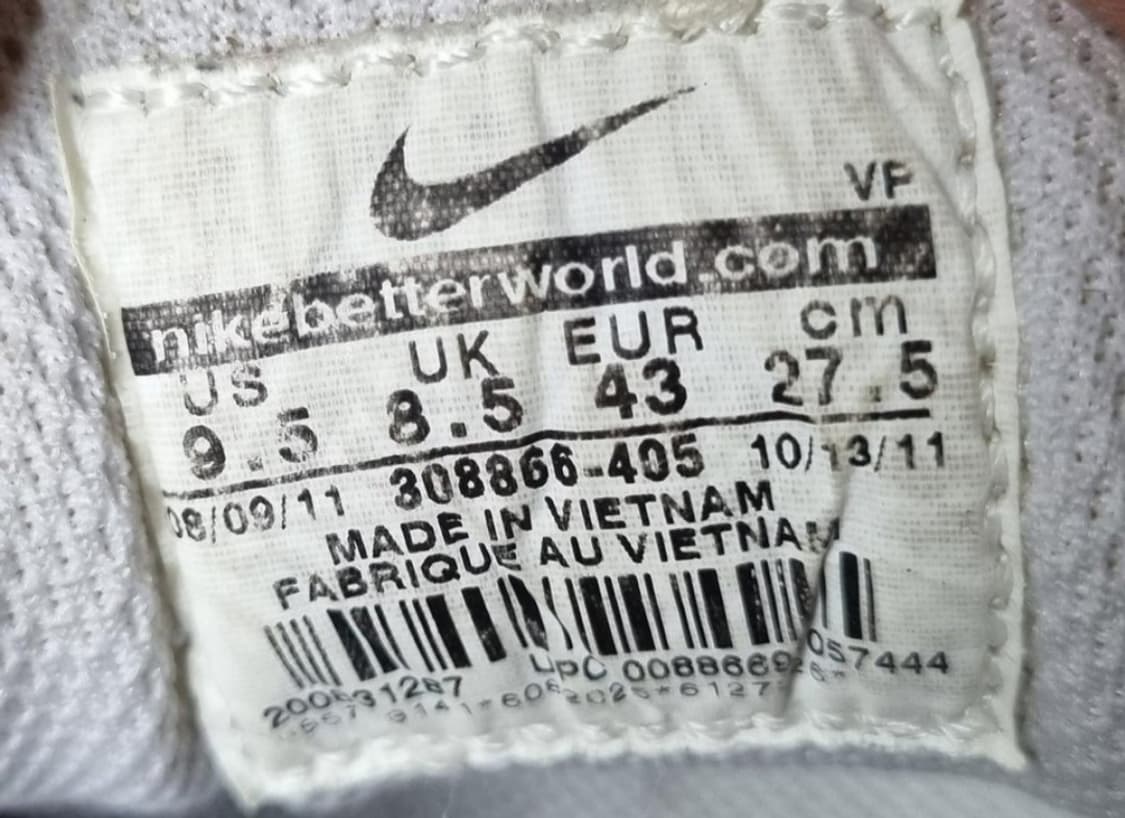 VP
nikebetterworld.com
US UK EUR cm
9.5 8.5 43 27.5
08/09/11 308866-405 10/13/11
MADE IN VIETNAM
FABRIQUE AU VIETNAM
UPC